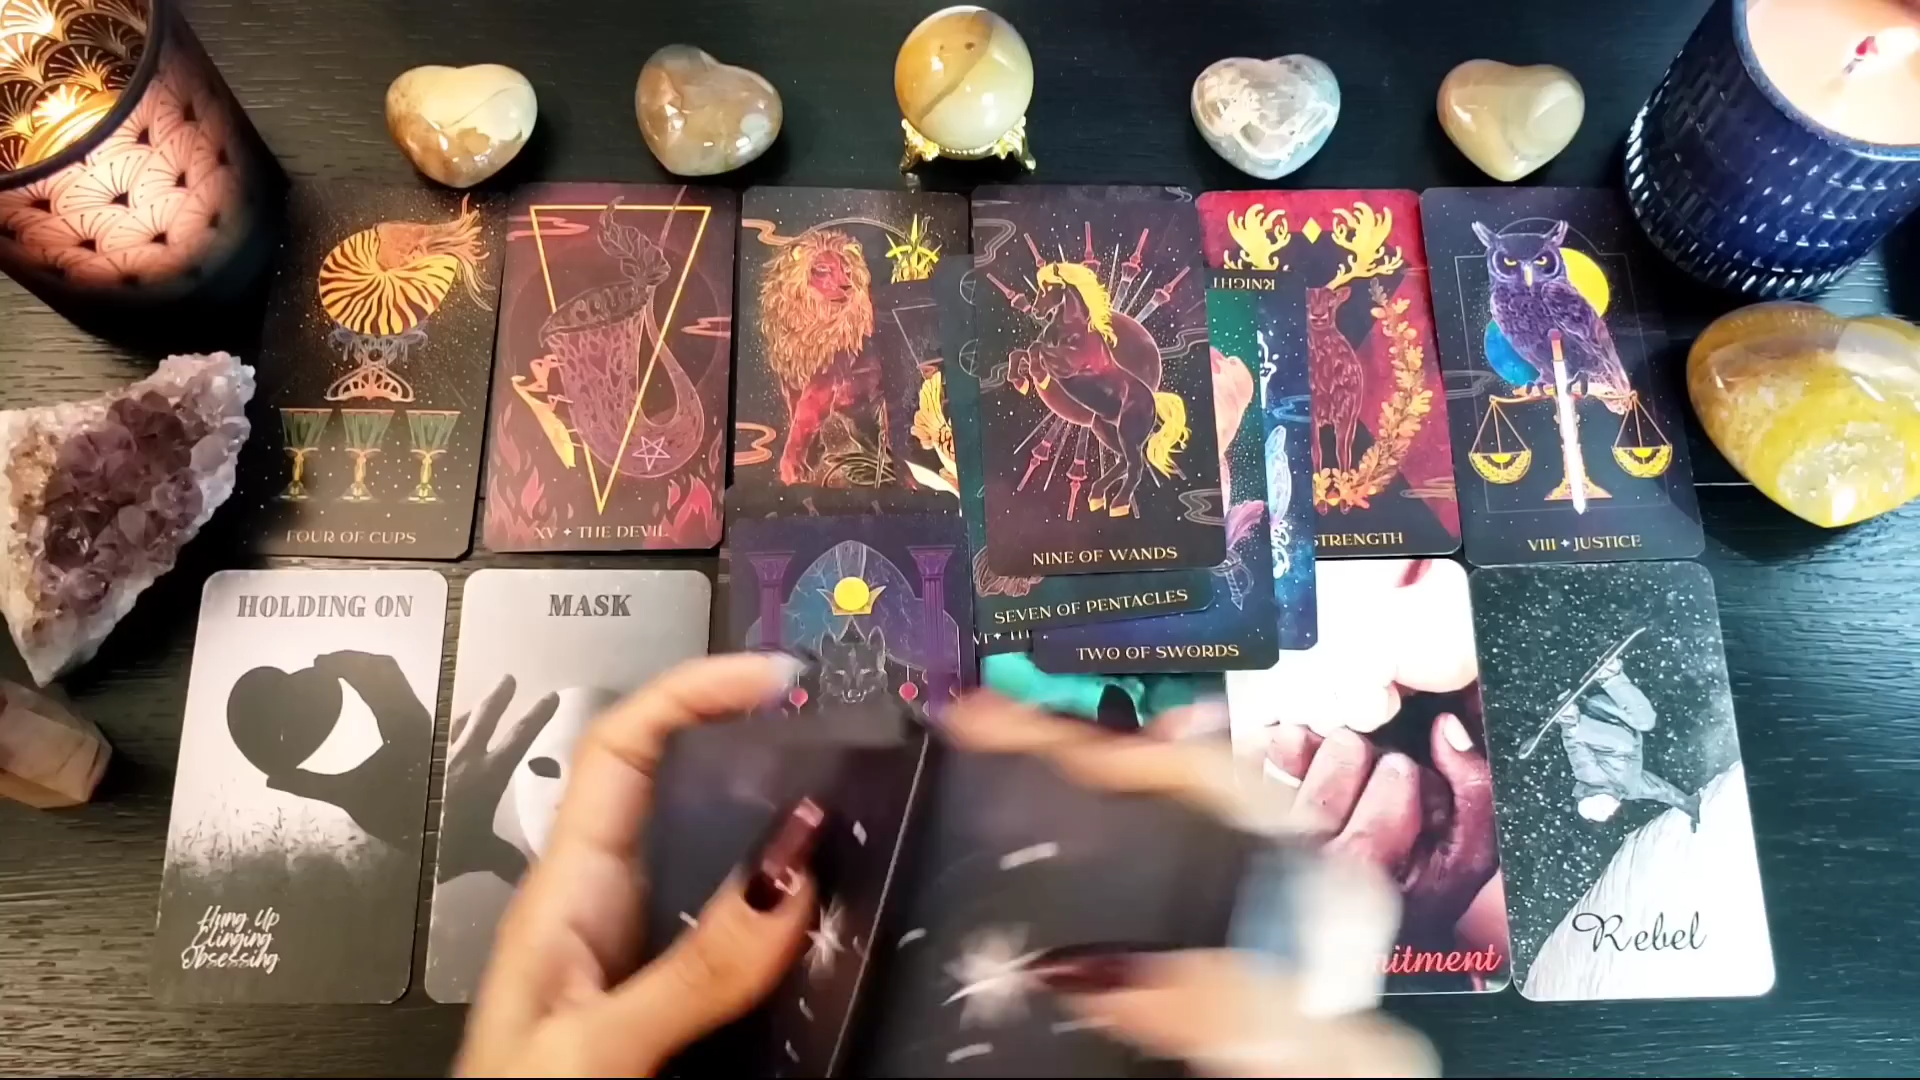 KNIGHT
FOUR OF CUPS
XV ✦ THE DEVIL
NINE OF WANDS
STRENGTH
VIII ✦ JUSTICE
SEVEN OF PENTACLES
TWO OF SWORDS
HOLDING ON
Hung Up
Clinging
Obsessing
MASK
mitment
Rebel